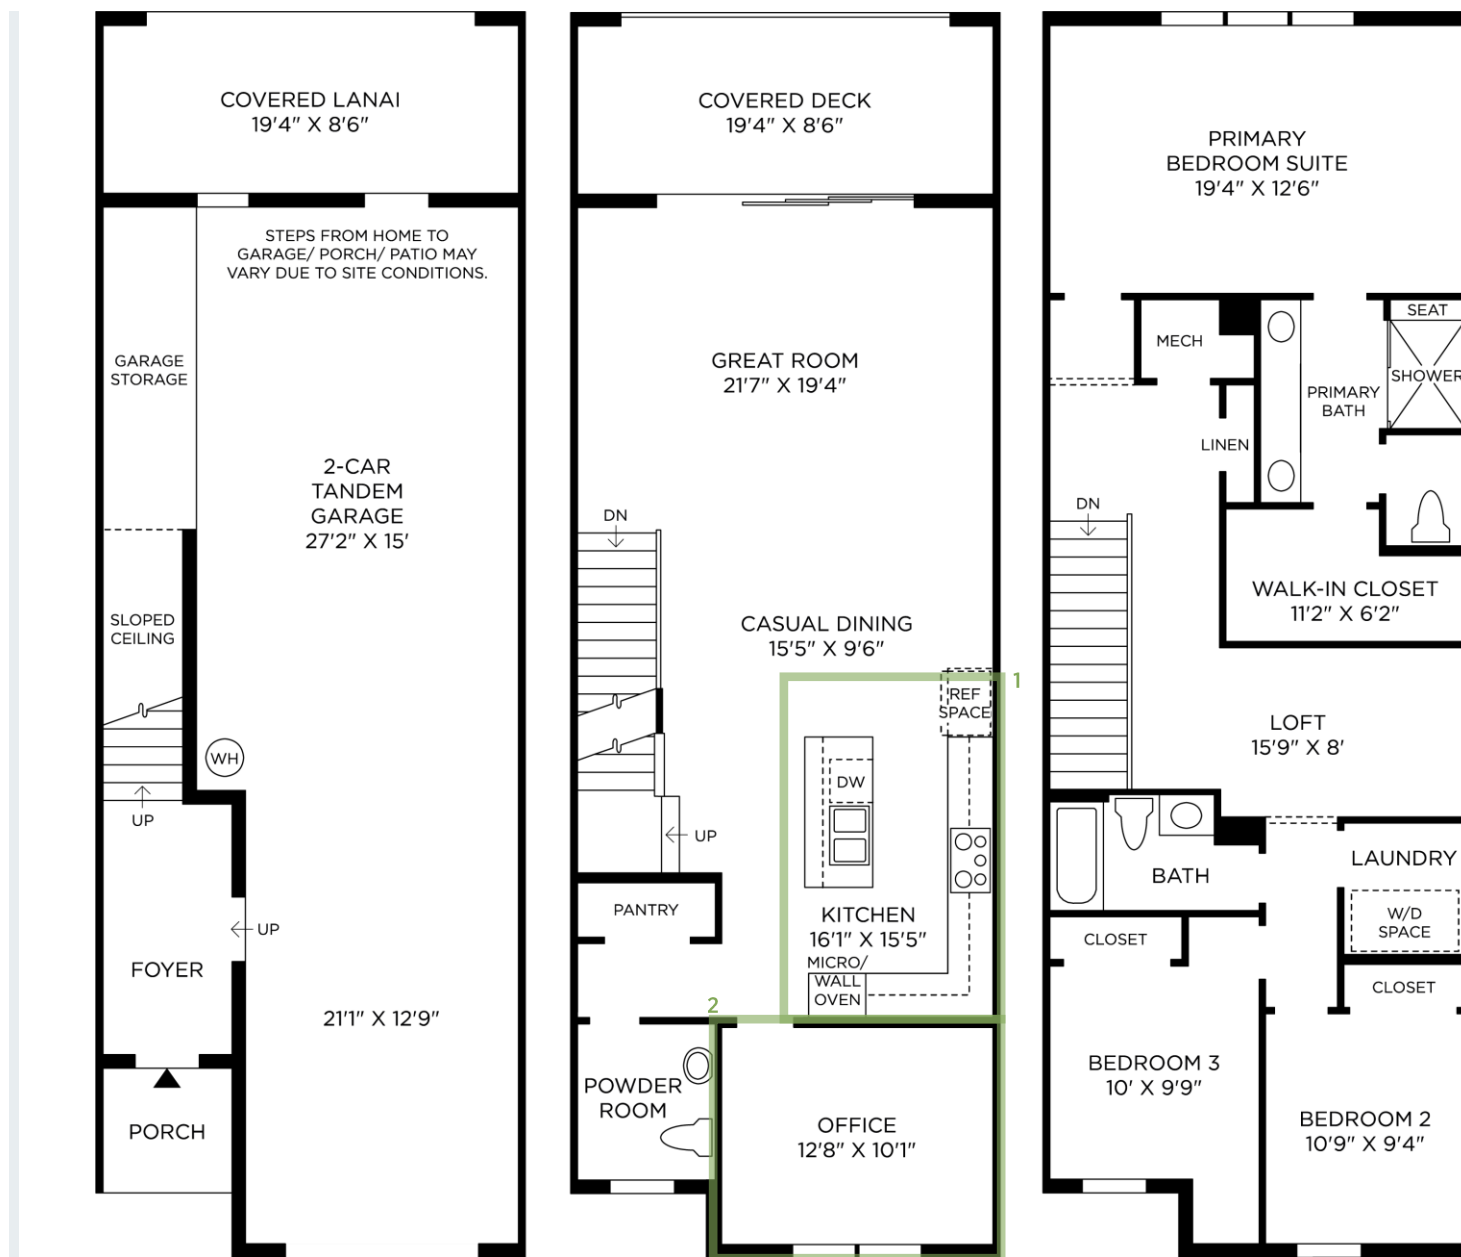 COVERED LANAI
19'4" X 8'6"
STEPS FROM HOME TO
GARAGE/ PORCH/ PATIO MAY
VARY DUE TO SITE CONDITIONS.
GARAGE
STORAGE
2-CAR
TANDEM
GARAGE
27'2" X 15'
SLOPED
CEILING
WH
UP
UP
FOYER
21'1" X 12'9"
PORCH
COVERED DECK
19'4" X 8'6"
GREAT ROOM
21'7" X 19'4"
DN
CASUAL DINING
15'5" X 9'6"
1
REF
SPACE
DW
UP
PANTRY
KITCHEN
16'1" X 15'5"
MICRO/
WALL
OVEN
2
POWDER
ROOM
OFFICE
12'8" X 10'1"
PRIMARY
BEDROOM SUITE
19'4" X 12'6"
MECH
SEAT
SHOWER
PRIMARY
BATH
LINEN
DN
WALK-IN CLOSET
11'2" X 6'2"
LOFT
15'9" X 8'
BATH
LAUNDRY
W/D
SPACE
CLOSET
CLOSET
BEDROOM 3
10' X 9'9"
BEDROOM 2
10'9" X 9'4"